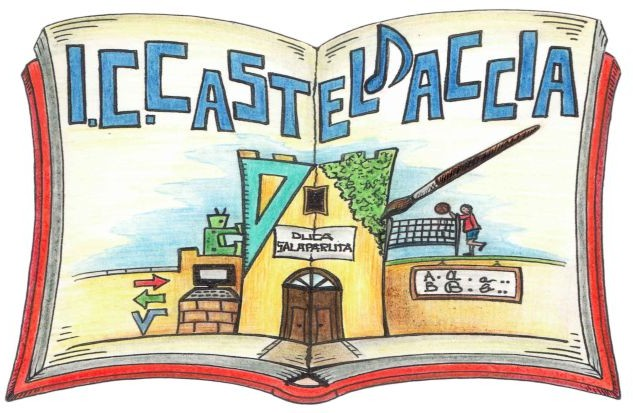 I.C. CASTELDACCIA
DUCA
SALAPARUTA
A. a. a..
B B. B..